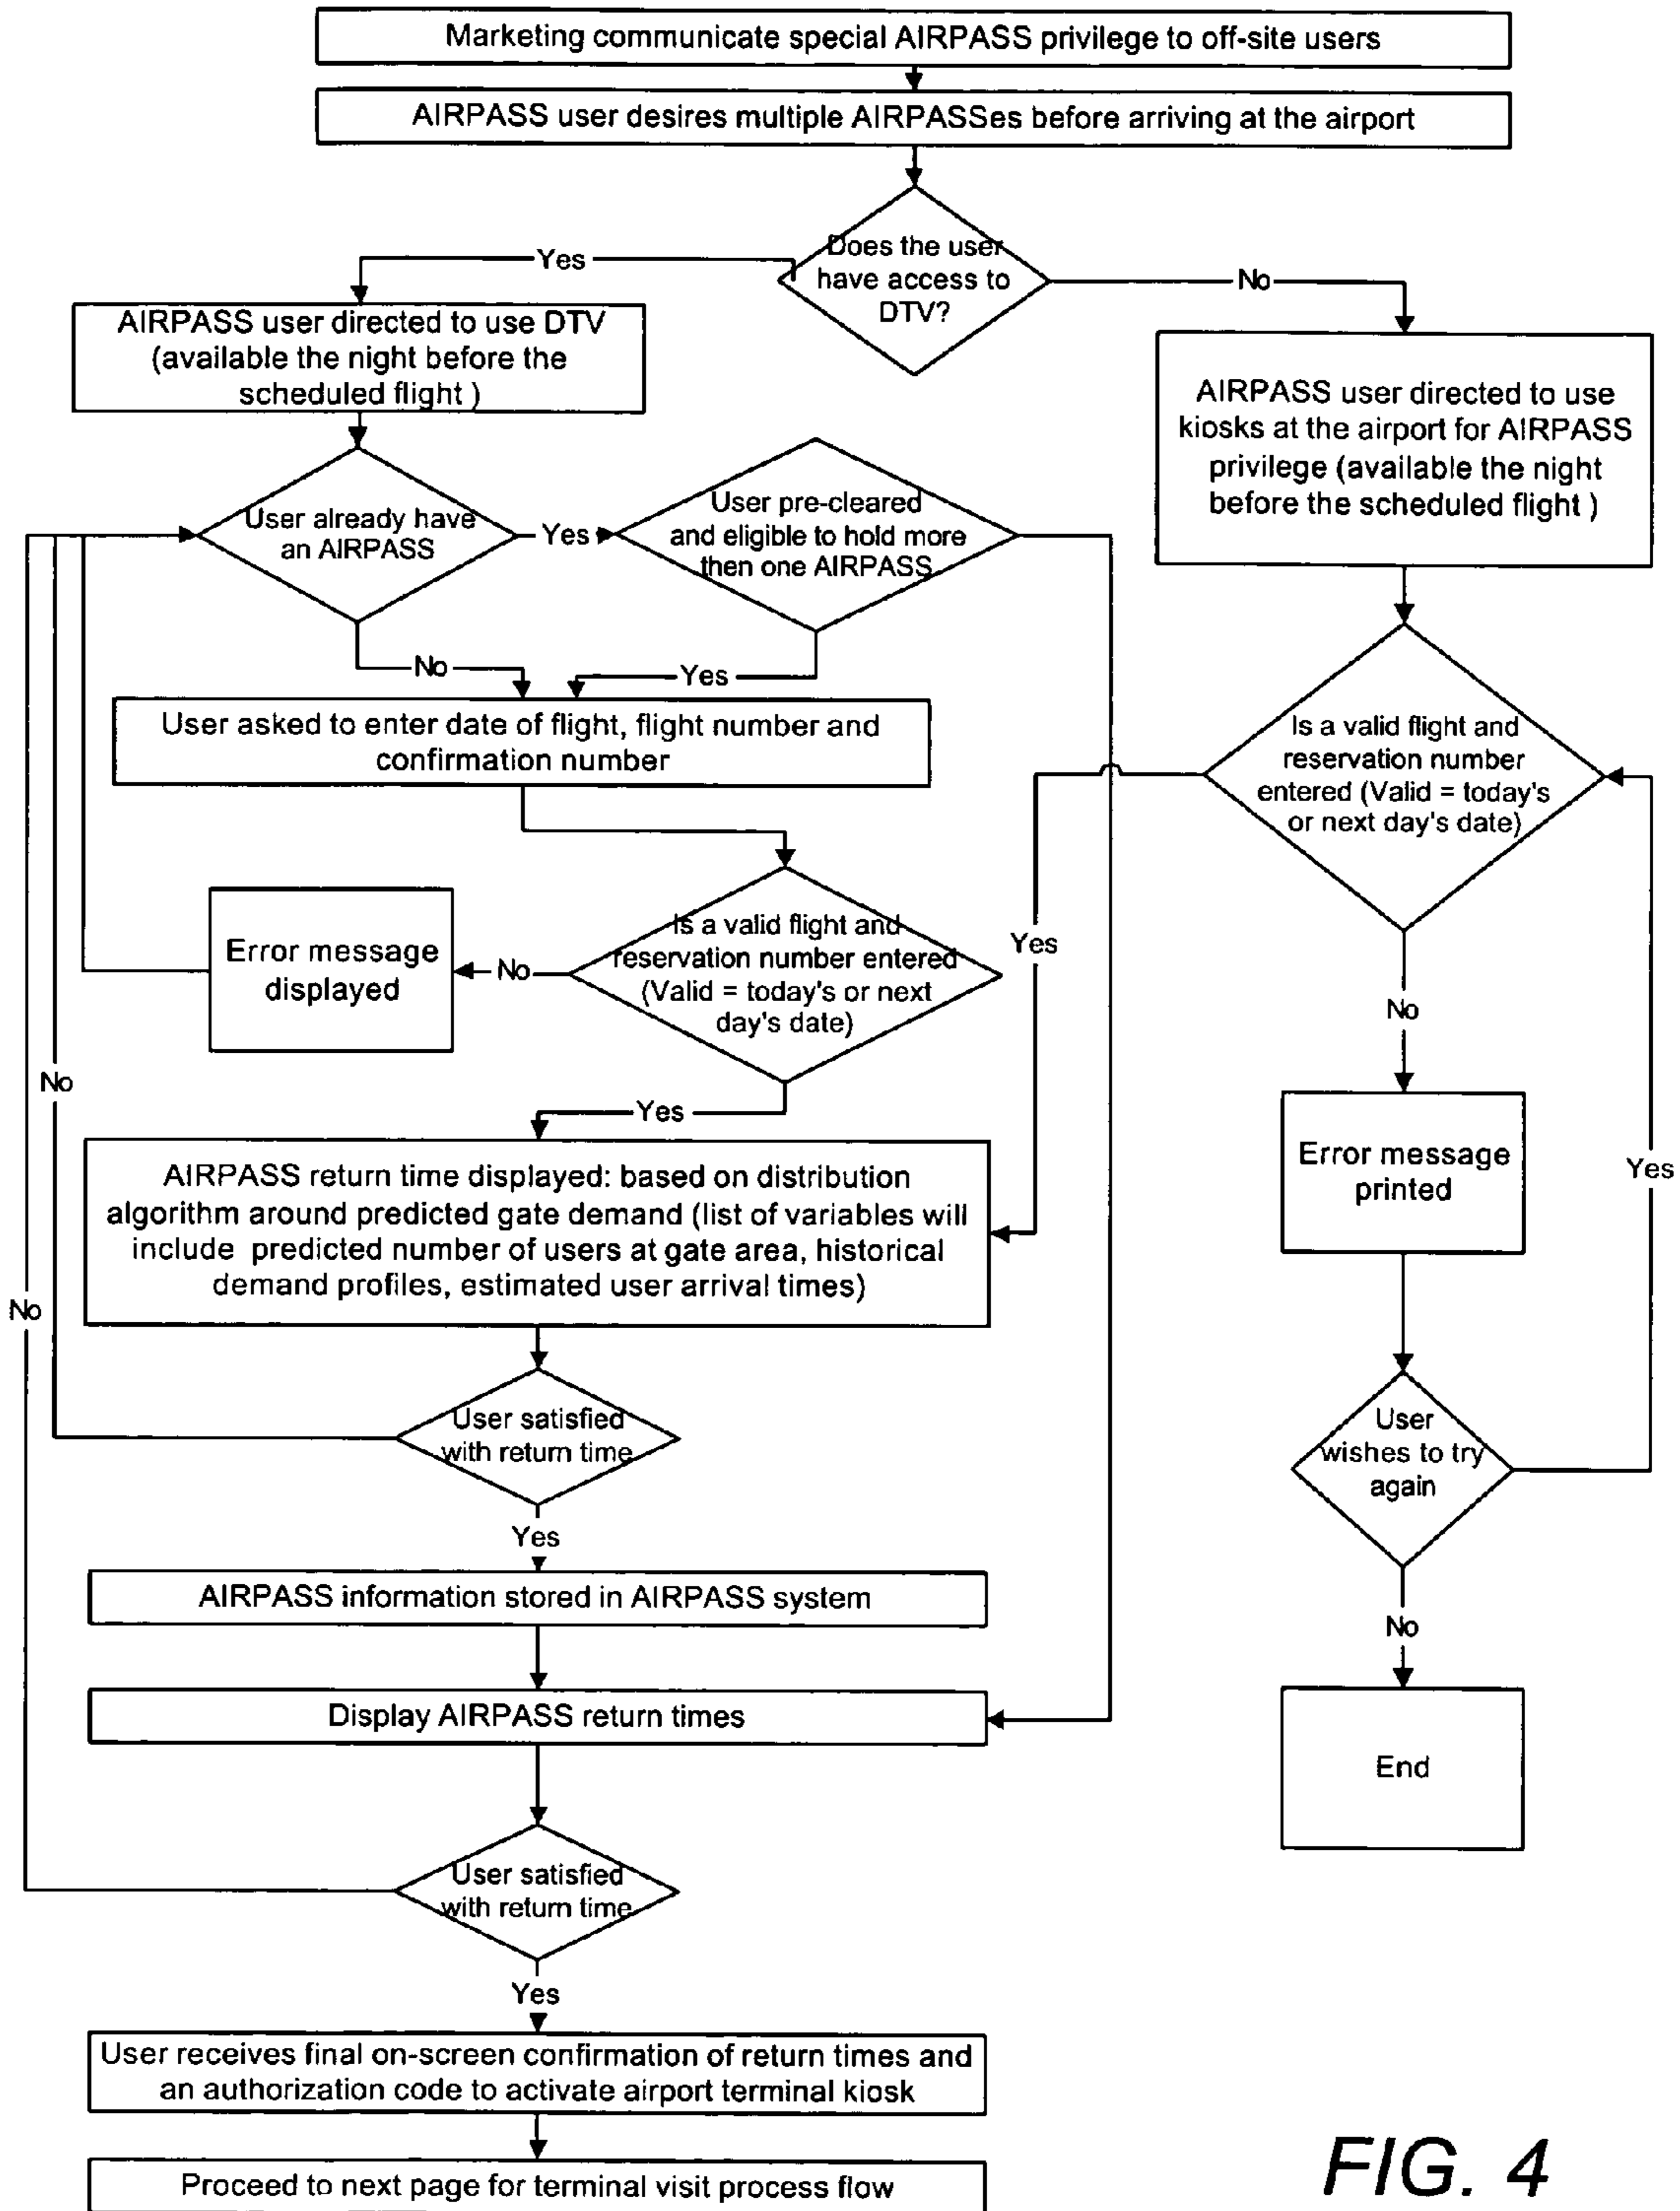 Marketing communicate special AIRPASS privilege to off-site users
AIRPASS user desires multiple AIRPASSes before arriving at the airport
Does the user
have access to
DTV?
Yes
No
AIRPASS user directed to use DTV
(available the night before the
scheduled flight )
AIRPASS user directed to use
kiosks at the airport for AIRPASS
privilege (available the night
before the scheduled flight )
User already have
an AIRPASS
Yes
User pre-cleared
and eligible to hold more
then one AIRPASS
No
Yes
User asked to enter date of flight, flight number and
confirmation number
Is a valid flight and
reservation number
entered (Valid = today's
or next day's date)
Yes
Is a valid flight and
reservation number entered
(Valid = today's or next
day's date)
No
Error message
displayed
No
No
Yes
Error message
printed
Yes
AIRPASS return time displayed: based on distribution
algorithm around predicted gate demand (list of variables will
include predicted number of users at gate area, historical
demand profiles, estimated user arrival times)
No
User satisfied
with return time
User
wishes to try
again
Yes
AIRPASS information stored in AIRPASS system
No
Display AIRPASS return times
End
User satisfied
with return time
Yes
User receives final on-screen confirmation of return times and
an authorization code to activate airport terminal kiosk
Proceed to next page for terminal visit process flow
FIG. 4